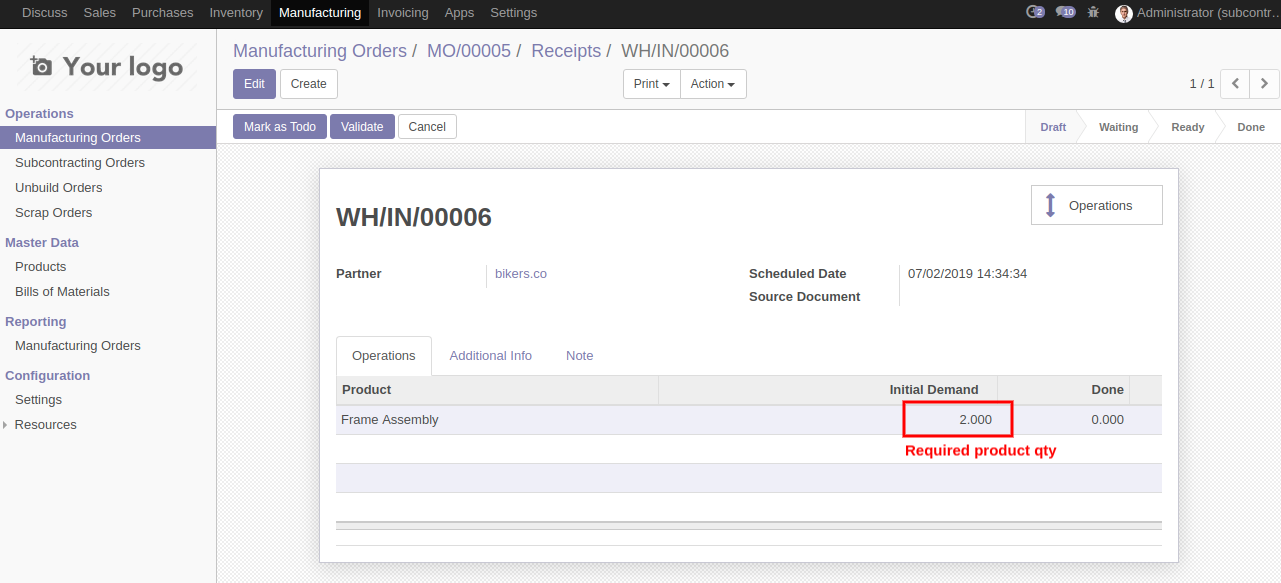 Discuss Sales Purchases Inventory Manufacturing Invoicing Apps Settings 2 10 Administrator (subcontr...
Your logo
Manufacturing Orders / MO/00005 / Receipts / WH/IN/00006
Edit Create Print Action 1 / 1
Operations
Manufacturing Orders
Subcontracting Orders
Unbuild Orders
Scrap Orders
Master Data
Products
Bills of Materials
Reporting
Manufacturing Orders
Configuration
Settings
Resources
Mark as Todo Validate Cancel Draft Waiting Ready Done
Operations
WH/IN/00006
Partner bikers.co Scheduled Date 07/02/2019 14:34:34
Source Document
Operations Additional Info Note
Product Initial Demand Done
Frame Assembly 2.000 0.000
Required product qty